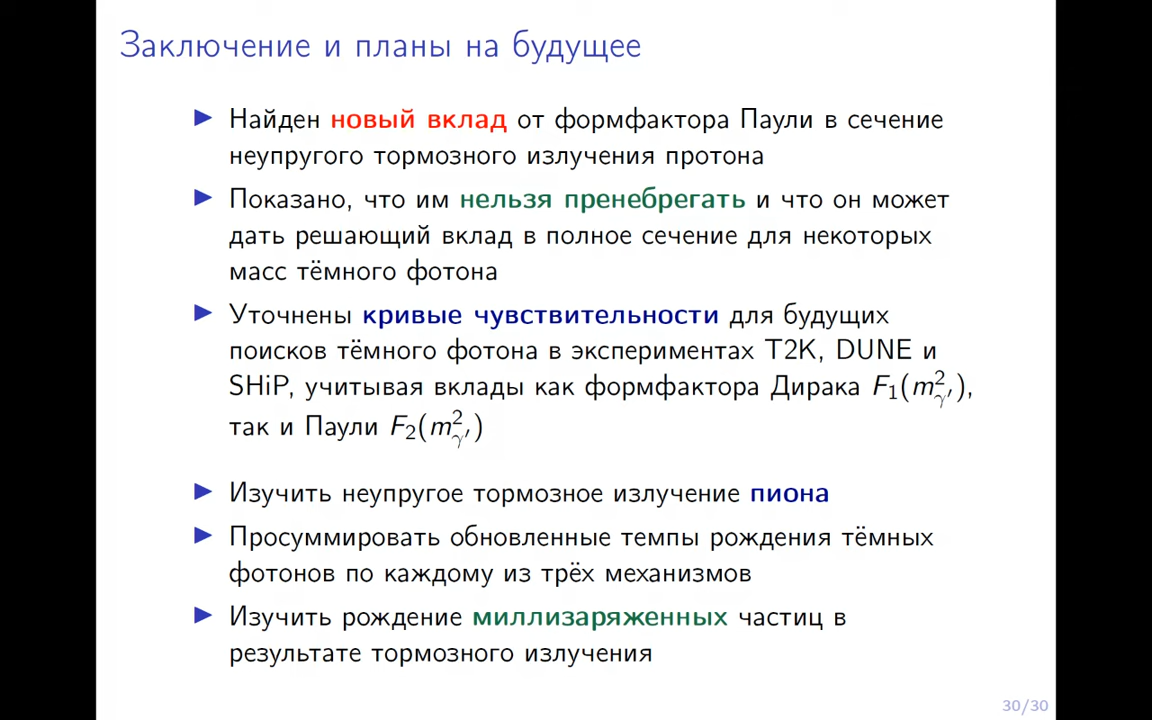 Заключение и планы на будущее
▶ Найден новый вклад от формфактора Паули в сечение
неупругого тормозного излучения протона
▶ Показано, что им нельзя пренебрегать и что он может
дать решающий вклад в полное сечение для некоторых
масс тёмного фотона
▶ Уточнены кривые чувствительности для будущих
поисков тёмного фотона в экспериментах T2K, DUNE и
SHiP, учитывая вклады как формфактора Дирака F₁(m²_γ′),
так и Паули F₂(m²_γ′)
▶ Изучить неупругое тормозное излучение пиона
▶ Просуммировать обновленные темпы рождения тёмных
фотонов по каждому из трёх механизмов
▶ Изучить рождение миллизаряженных частиц в
результате тормозного излучения
30/30